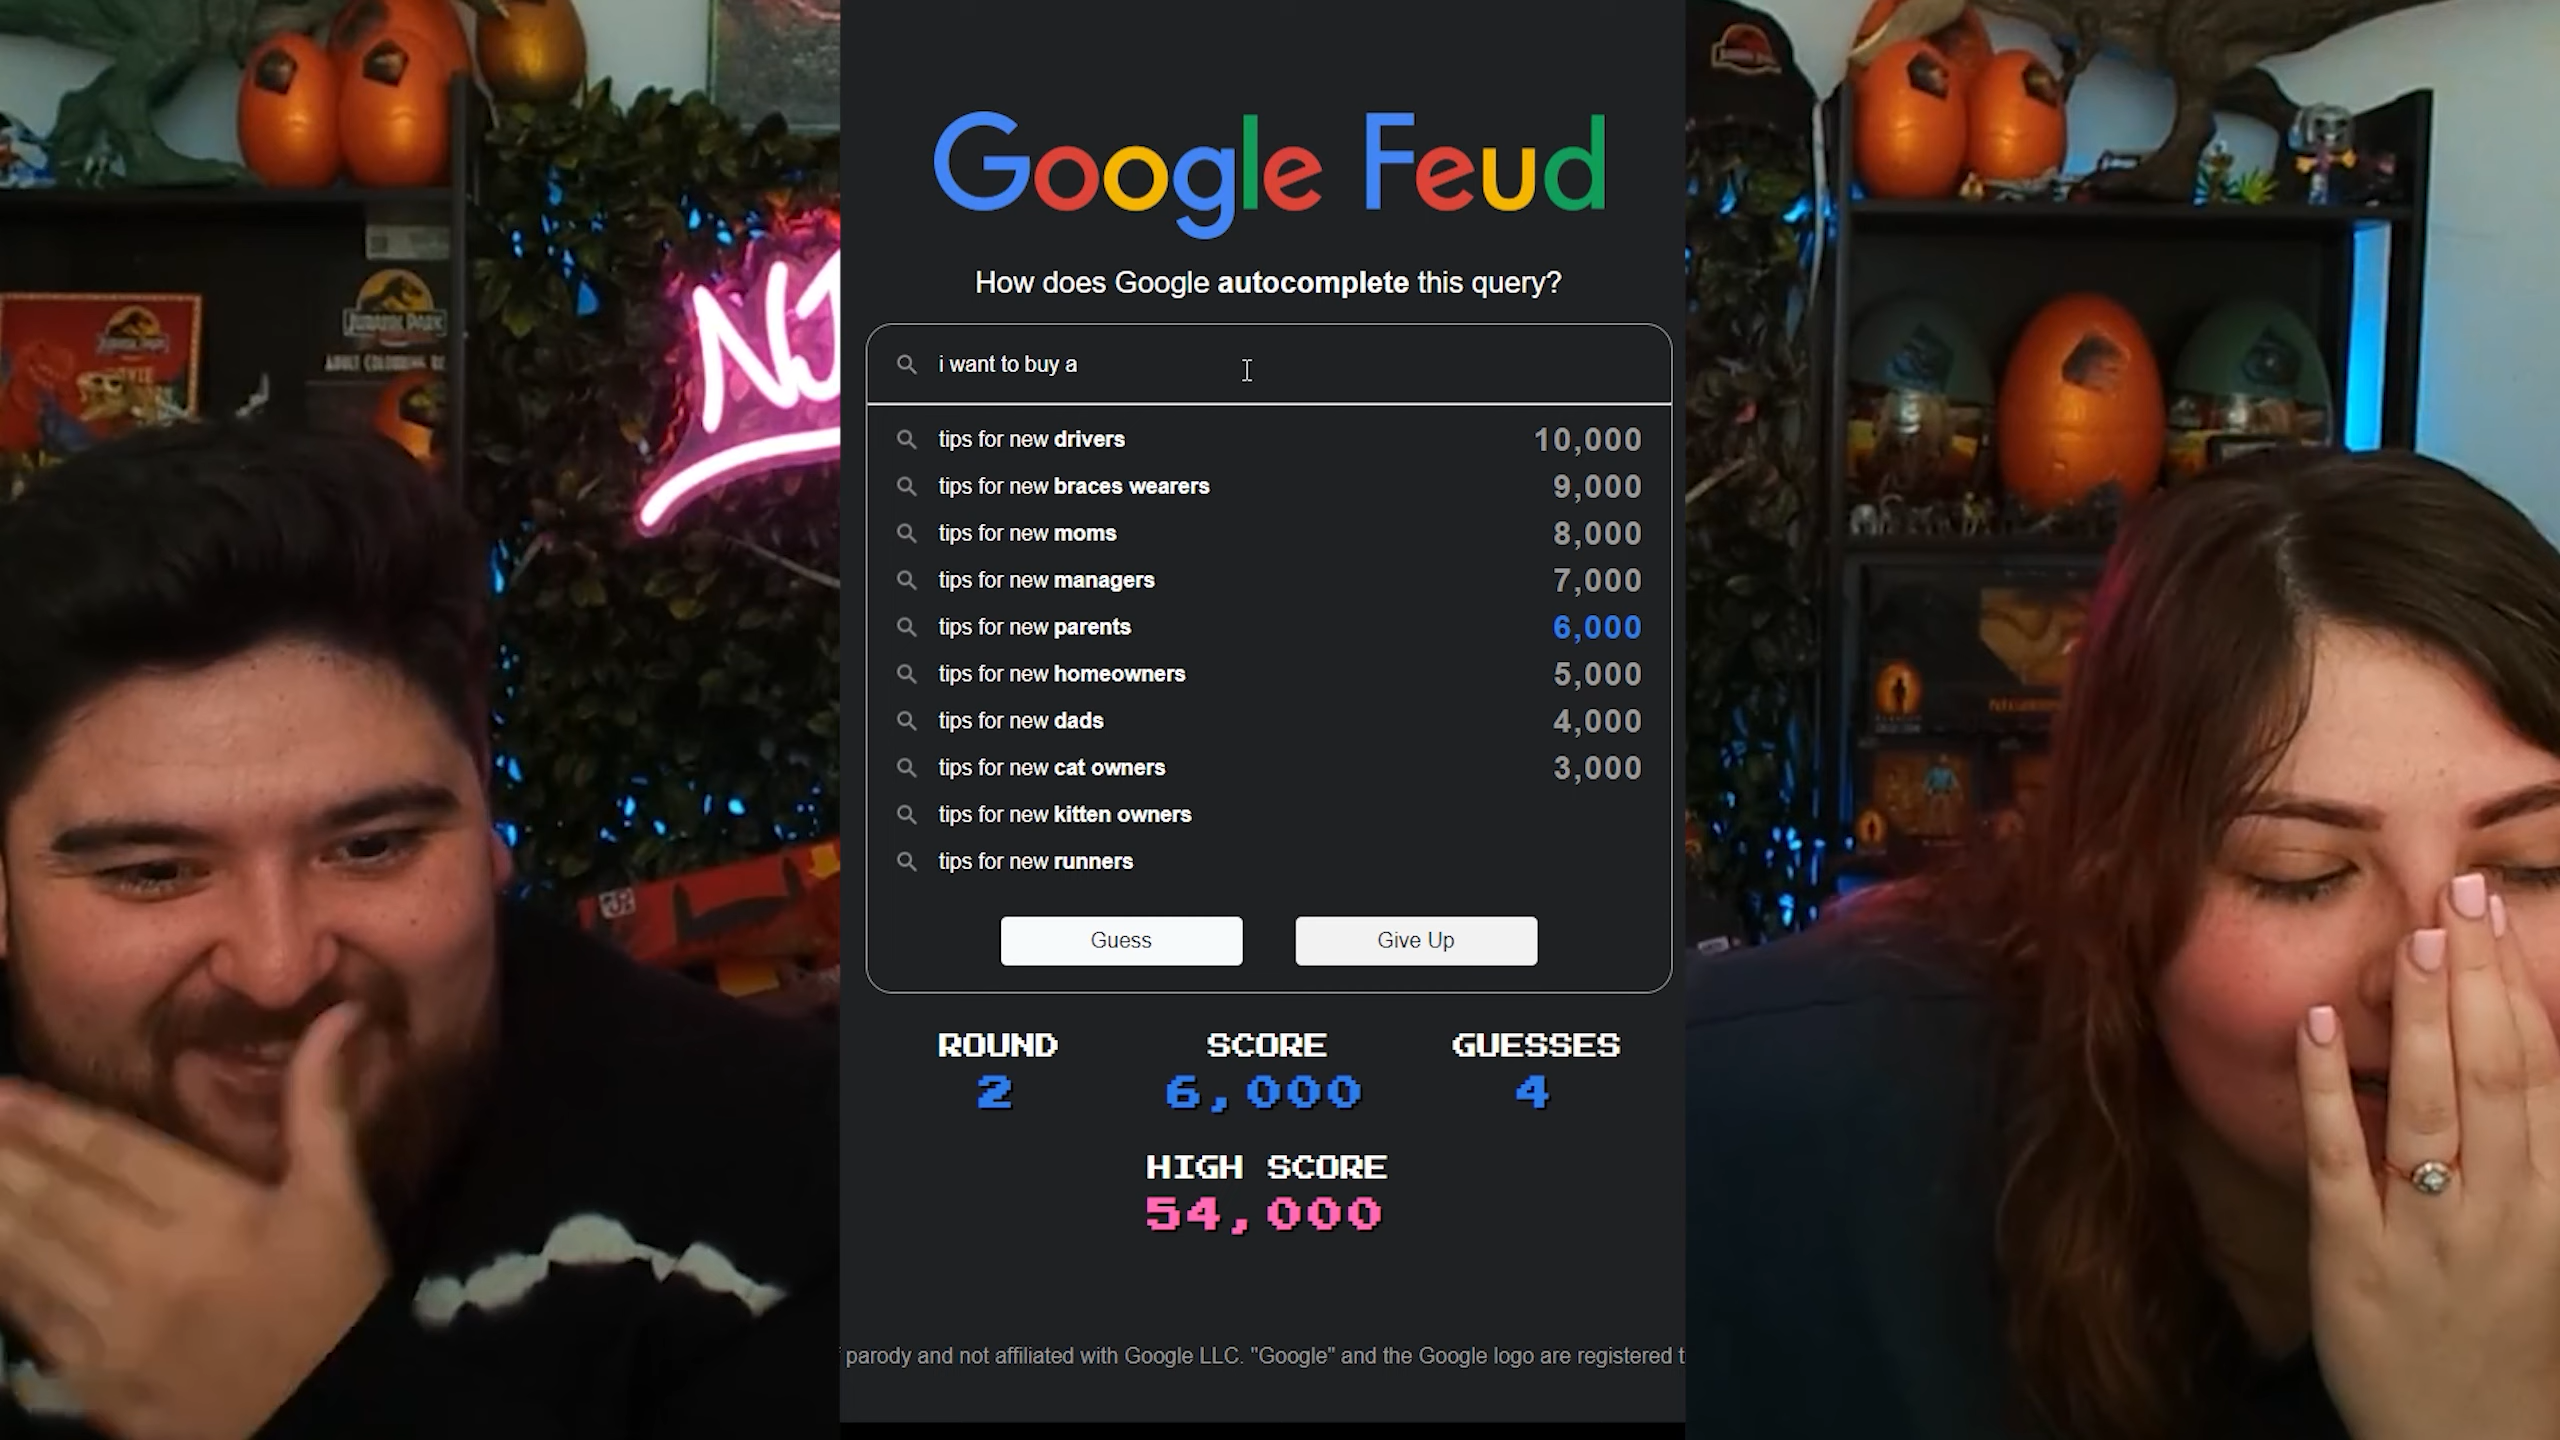 Google Feud
How does Google autocomplete this query?
i want to buy a
tips for new drivers 10,000
tips for new braces wearers 9,000
tips for new moms 8,000
tips for new managers 7,000
tips for new parents 6,000
tips for new homeowners 5,000
tips for new dads 4,000
tips for new cat owners 3,000
tips for new kitten owners
tips for new runners
Guess Give Up
ROUND SCORE GUESSES
2 6,000 4
HIGH SCORE
54,000
parody and not affiliated with Google LLC. "Google" and the Google logo are registered t
NJ
JURASSIC PARK
ADULT COLOURING